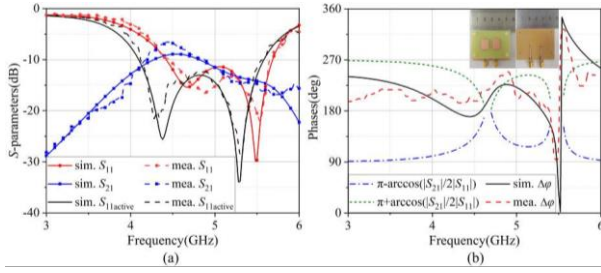 0
-10
-20
-30
-40
S-parameters(dB)
sim. S11
mea. S11
sim. S21
mea. S21
sim. S11active
mea. S11active
3
4
5
6
Frequency(GHz)
(a)
360
270
180
90
0
Phases(deg)
π-arccos(|S21|/2|S11|)
sim. Δφ
π+arccos(|S21|/2|S11|)
mea. Δφ
3
4
5
6
Frequency(GHz)
(b)